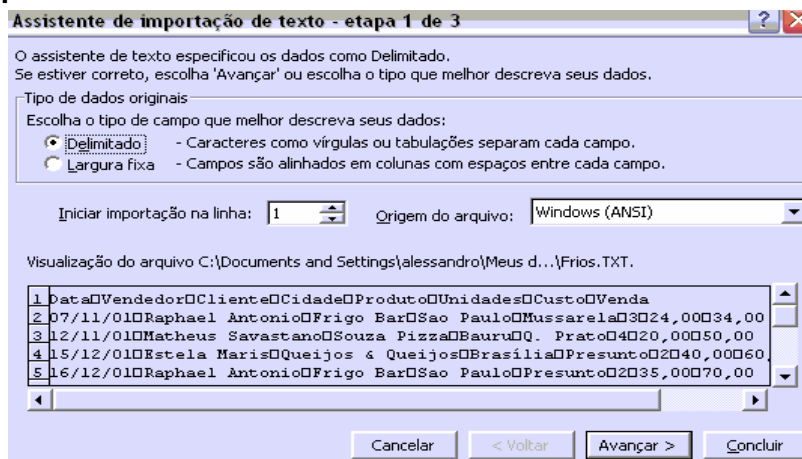 Assistente de importação de texto - etapa 1 de 3
O assistente de texto especificou os dados como Delimitado.
Se estiver correto, escolha 'Avançar' ou escolha o tipo que melhor descreva seus dados.
Tipo de dados originais
Escolha o tipo de campo que melhor descreva seus dados:
Delimitado - Caracteres como vírgulas ou tabulações separam cada campo.
Largura fixa - Campos são alinhados em colunas com espaços entre cada campo.
Iniciar importação na linha: 1 Origem do arquivo: Windows (ANSI)
Visualização do arquivo C:\Documents and Settings\alessandro\Meus d...\Frios.TXT.
1 Data□Vendedor□Cliente□Cidade□Produto□Unidades□Custo□Venda
2 07/11/01□Raphael Antonio□Frigo Bar□Sao Paulo□Mussarela□3□24,00□34,00
3 12/11/01□Matheus Savastano□Souza Pizza□Bauru□Q. Prato□4□20,00□50,00
4 15/12/01□Estela Maris□Queijos & Queijos□Brasília□Presunto□2□40,00□60,
5 16/12/01□Raphael Antonio□Frigo Bar□Sao Paulo□Presunto□2□35,00□70,00
Cancelar < Voltar Avançar > Concluir